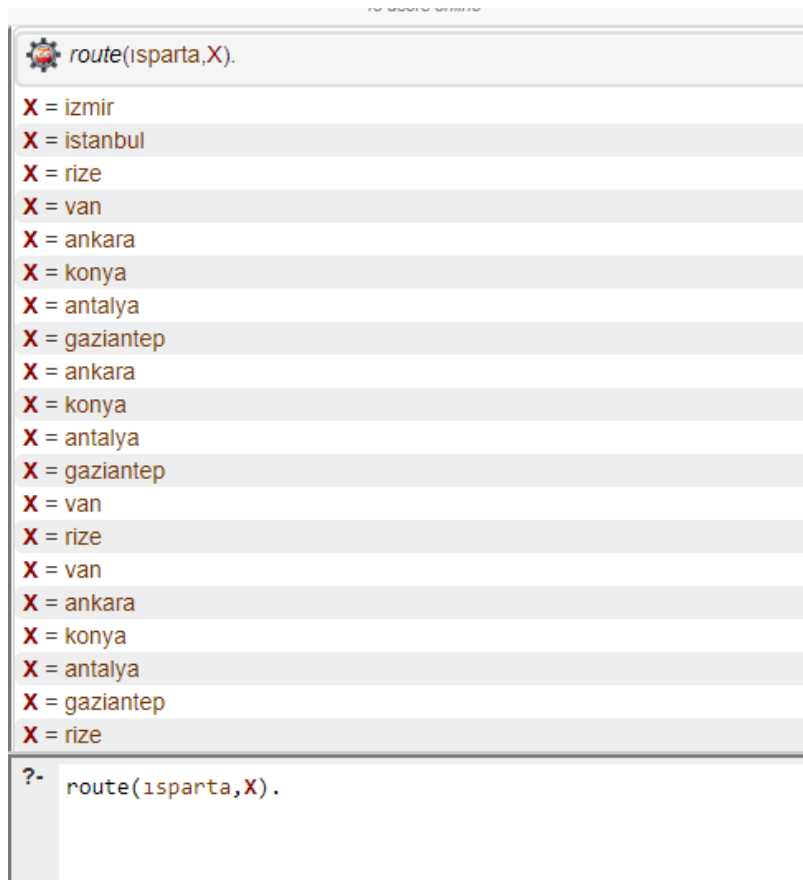 route(ısparta,X).
X = izmir
X = istanbul
X = rize
X = van
X = ankara
X = konya
X = antalya
X = gaziantep
X = ankara
X = konya
X = antalya
X = gaziantep
X = van
X = rize
X = van
X = ankara
X = konya
X = antalya
X = gaziantep
X = rize
?- route(ısparta,X).